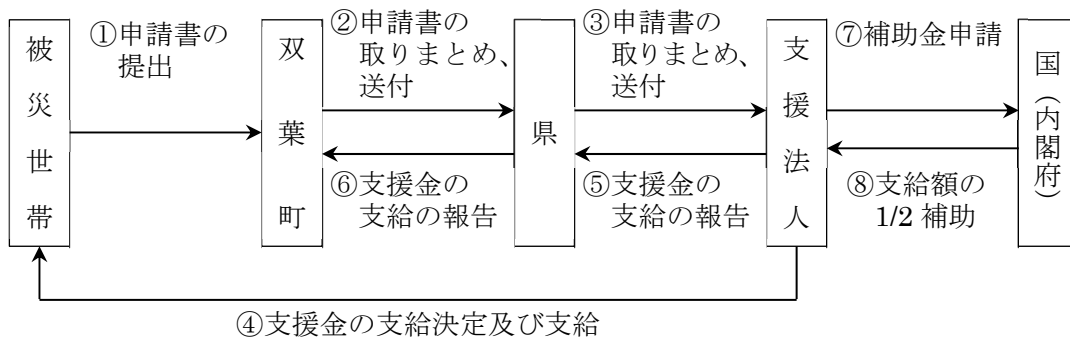 被災世帯
①申請書の
提出
双葉町
②申請書の
取りまとめ、
送付
⑥支援金の
支給の報告
県
③申請書の
取りまとめ、
送付
⑤支援金の
支給の報告
支援法人
⑦補助金申請
⑧支給額の
1/2 補助
国(内閣府)
④支援金の支給決定及び支給